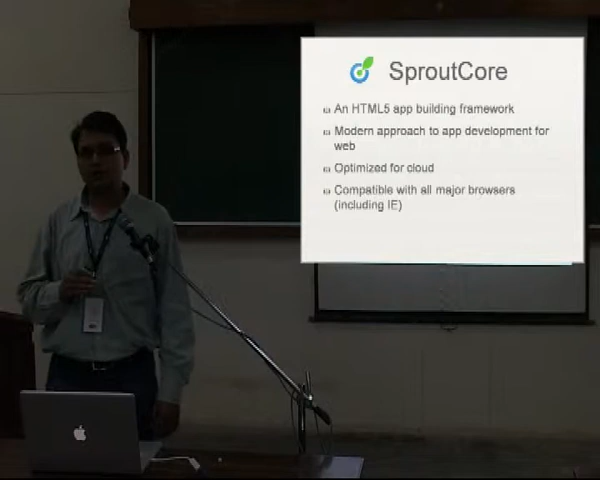 SproutCore
An HTML5 app building framework
Modern approach to app development for
web
Optimized for cloud
Compatible with all major browsers
(including IE)